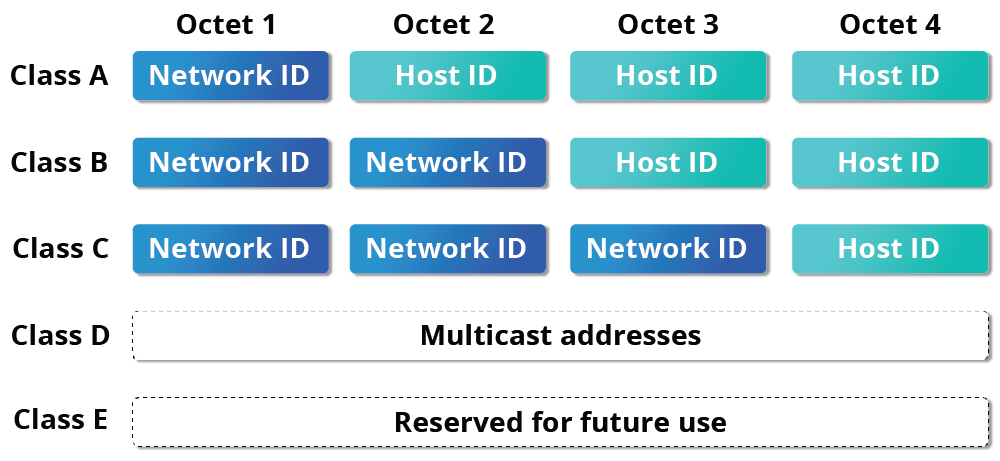 Octet 1 Octet 2 Octet 3 Octet 4
Class A Network ID Host ID Host ID Host ID
Class B Network ID Network ID Host ID Host ID
Class C Network ID Network ID Network ID Host ID
Class D Multicast addresses
Class E Reserved for future use